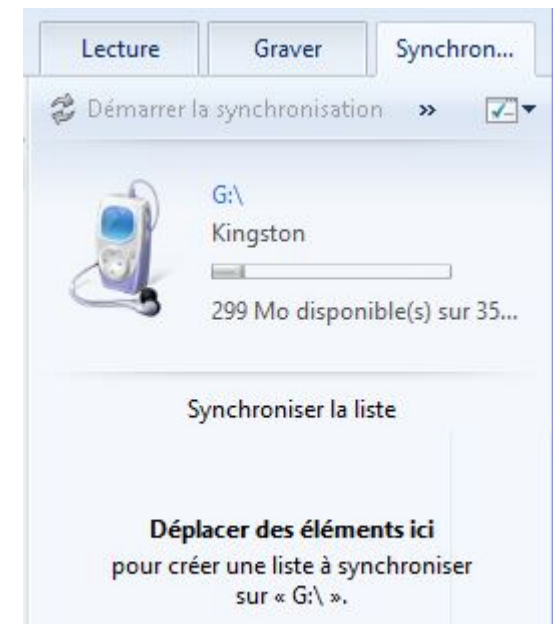 Lecture Graver Synchron...
Démarrer la synchronisation »
G:\
Kingston
299 Mo disponible(s) sur 35...
Synchroniser la liste
Déplacer des éléments ici
pour créer une liste à synchroniser
sur « G:\ ».